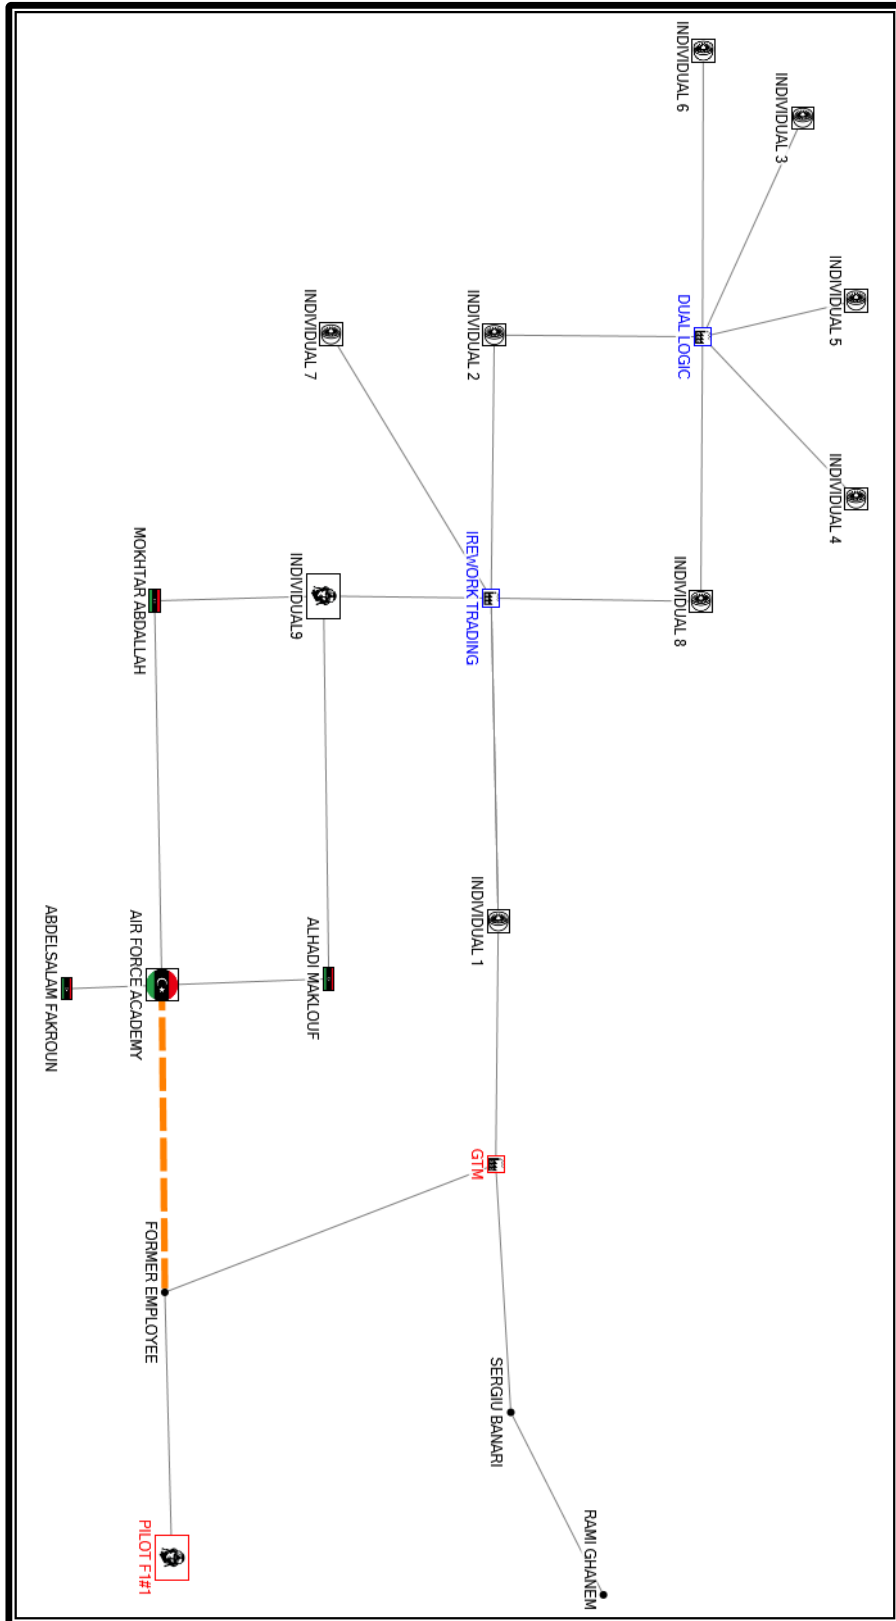 INDIVIDUAL 6
INDIVIDUAL 3
INDIVIDUAL 5
DUAL LOGIC
INDIVIDUAL 4
INDIVIDUAL 7
INDIVIDUAL 2
INDIVIDUAL 8
IREWORK TRADING
INDIVIDUAL9
MOKHTAR ABDALLAH
INDIVIDUAL 1
ALHADI MAKLOUF
AIR FORCE ACADEMY
ABDELSALAM FAKROUN
GTM
FORMER EMPLOYEE
SERGIU BANARI
RAMI GHANEM
PILOT F1#1